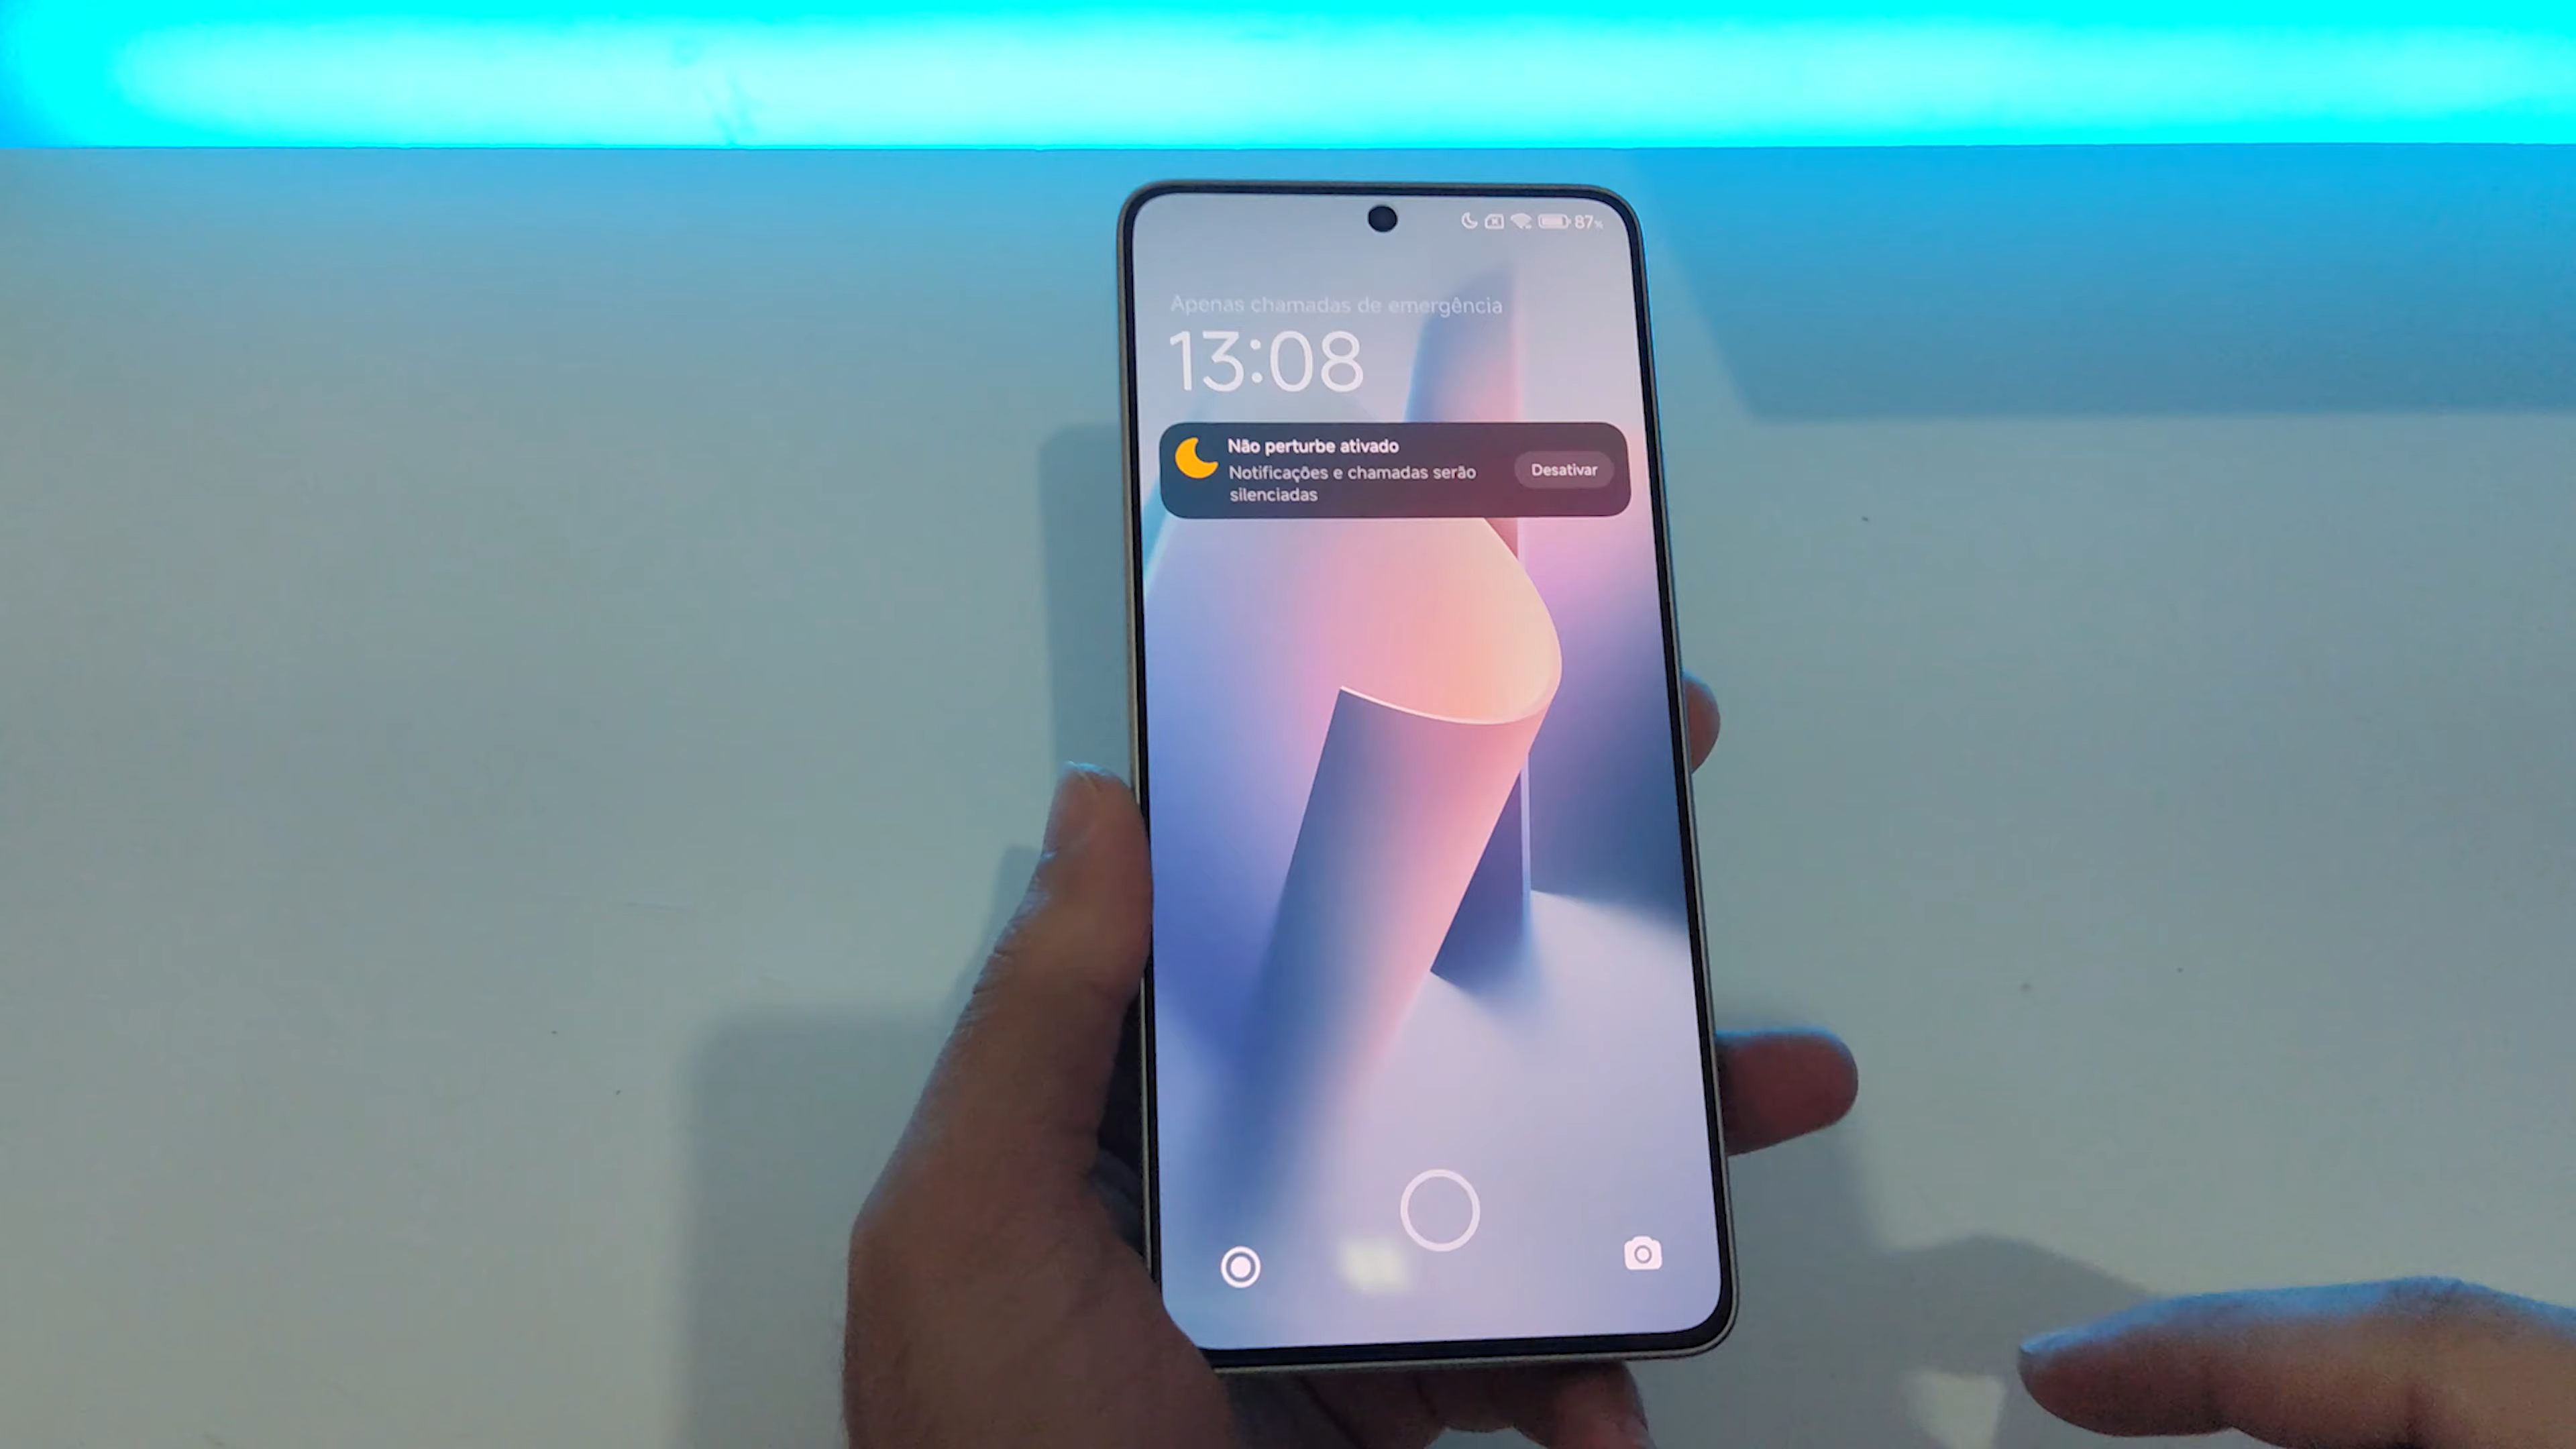 87%
Apenas chamadas de emergência
13:08
Não perturbe ativado
Notificações e chamadas serão
silenciadas
Desativar